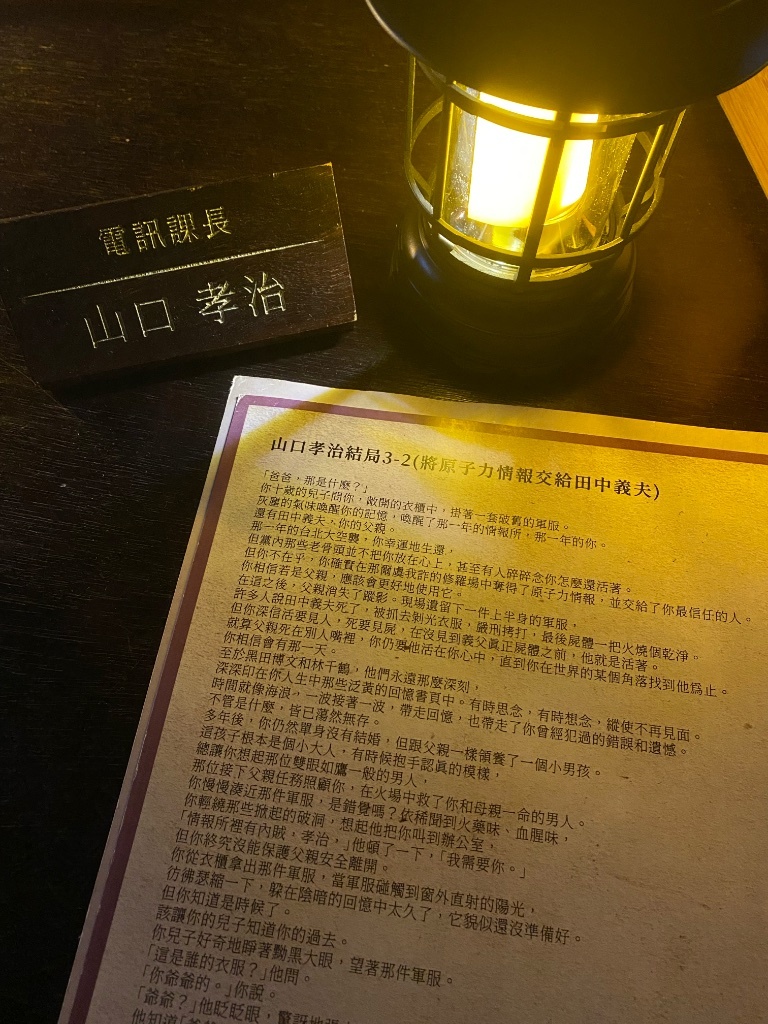 電訊課長
山口 孝治
山口孝治結局3-2(將原子力情報交給田中義夫)
「爸爸，那是什麼？」
你十歲的兒子問你，敞開的衣櫃中，掛著一套破舊的軍服。
灰塵的氣味喚醒你的記憶，喚醒了那一年的情報所，那一年的你。
還有田中義夫，你的父親。
那一年的台北大空襲，你幸運地生還，
但黨內那些老骨頭並不把你放在心上，甚至有人碎碎念你怎麼還活著。
但你不在乎，你確實在那爾虞我詐的修羅場中奪得了原子力情報，並交給了你最信任的人。
你相信若是父親，應該會更好地使用它。
在這之後，父親消失了蹤影。現場遺留下一件上半身的軍服，
許多人說田中義夫死了，被抓去剝光衣服，嚴刑拷打，最後屍體一把火燒個乾淨。
但你深信活要見人，死要見屍，在沒見到義父真正屍體之前，他就是活著。
就算父親死在別人嘴裡，你仍要他活在你心中，直到你在世界的某個角落找到他為止。
你相信會有那一天。
至於黑田博文和林千鶴，他們永遠那麼深刻，
深深印在你人生中那些泛黃的回憶書頁中。有時思念，有時想念，縱使不再見面。
時間就像海浪，一波接著一波，帶走回憶，也帶走了你曾經犯過的錯誤和遺憾。
不管是什麼，皆已蕩然無存。
多年後，你仍然單身沒有結婚，但跟父親一樣領養了一個小男孩。
這孩子根本是個小大人，有時候抱手認真的模樣，
總讓你想起那位雙眼如鷹一般的男人，
那位接下父親任務照顧你，在火場中救了你和母親一命的男人。
你慢慢湊近那件軍服，是錯覺嗎？依稀聞到火藥味、血腥味，
你輕繞那些掀起的破洞，想起他把你叫到辦公室，
「情報所裡有內賊，孝治，」他頓了一下，「我需要你。」
但你終究沒能保護父親安全離開。
你從衣櫃拿出那件軍服，當軍服碰觸到窗外直射的陽光，
彷彿瑟縮一下，躲在陰暗的回憶中太久了，它貌似還沒準備好。
但你知道是時候了。
該讓你的兒子知道你的過去。
你兒子好奇地睜著黝黑大眼，望著那件軍服。
「這是誰的衣服？」他問。
「你爺爺的。」你說。
「爺爺？」他眨眨眼，驚訝地
他知道「爺